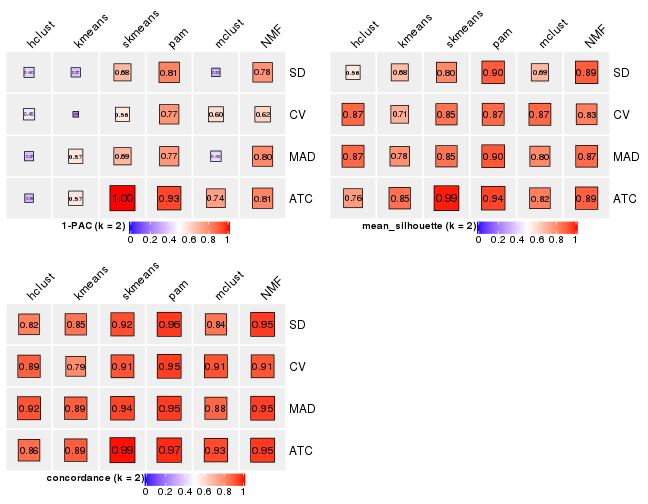 hclust kmeans skmeans pam mclust NMF
0.68 0.81 0.78 SD
0.56 0.77 0.60 0.62 CV
0.57 0.69 0.77 0.80 MAD
0.57 1.00 0.93 0.74 0.81 ATC
1-PAC (k = 2)
0 0.2 0.4 0.6 0.8 1
hclust kmeans skmeans pam mclust NMF
0.56 0.68 0.80 0.90 0.69 0.89 SD
0.87 0.71 0.85 0.87 0.87 0.83 CV
0.87 0.78 0.85 0.90 0.80 0.87 MAD
0.76 0.85 0.99 0.94 0.82 0.89 ATC
mean_silhouette (k = 2)
0 0.2 0.4 0.6 0.8 1
hclust kmeans skmeans pam mclust NMF
0.82 0.85 0.92 0.96 0.84 0.95 SD
0.89 0.79 0.91 0.95 0.91 0.91 CV
0.92 0.89 0.94 0.95 0.88 0.95 MAD
0.86 0.89 0.99 0.97 0.93 0.95 ATC
concordance (k = 2)
0 0.2 0.4 0.6 0.8 1